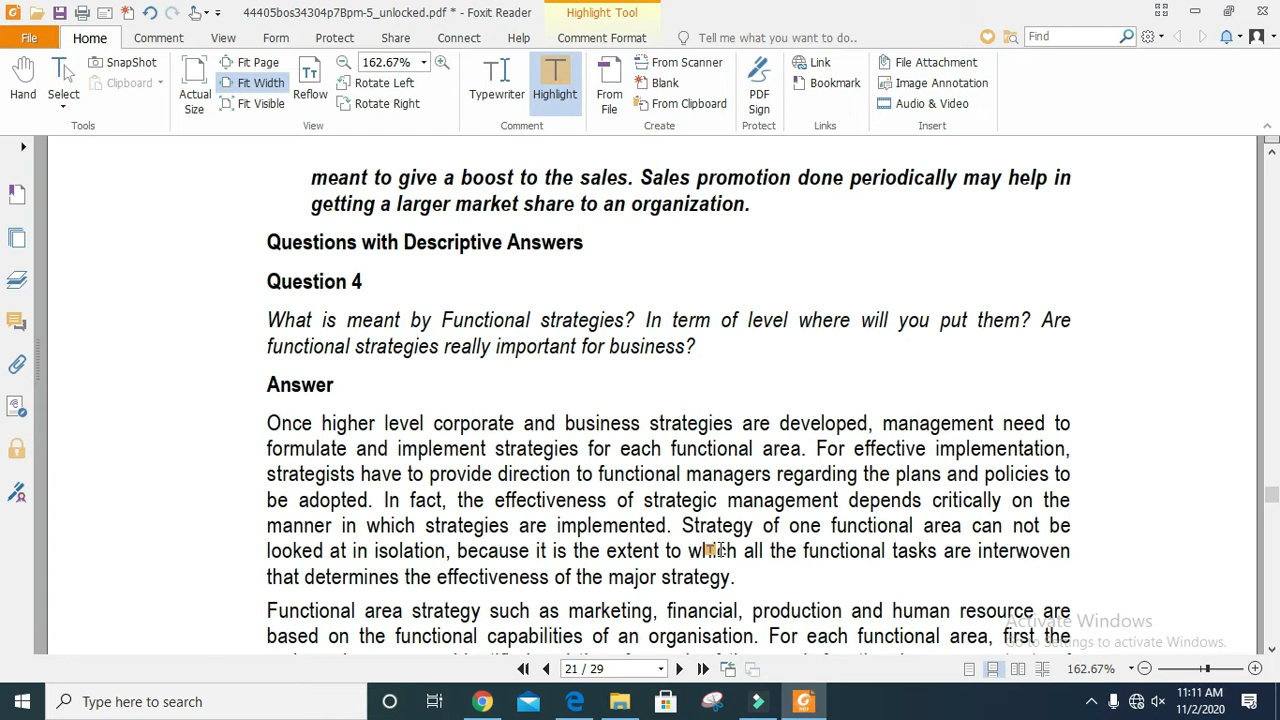 44405bos34304p7Bpm-5_unlocked.pdf * - Foxit Reader
Highlight Tool
File
Home
Comment
View
Form
Protect
Share
Connect
Help
Comment Format
Tell me what you want to do..
Find
Hand
Select
SnapShot
Clipboard
Tools
Actual
Size
Fit Page
Fit Width
Fit Visible
Reflow
162.67%
Rotate Left
Rotate Right
View
Typewriter
Highlight
Comment
From
File
From Scanner
Blank
From Clipboard
Create
PDF
Sign
Protect
Link
Bookmark
Links
File Attachment
Image Annotation
Audio & Video
Insert
meant to give a boost to the sales. Sales promotion done periodically may help in
getting a larger market share to an organization.
Questions with Descriptive Answers
Question 4
What is meant by Functional strategies? In term of level where will you put them? Are
functional strategies really important for business?
Answer
Once higher level corporate and business strategies are developed, management need to
formulate and implement strategies for each functional area. For effective implementation,
strategists have to provide direction to functional managers regarding the plans and policies to
be adopted. In fact, the effectiveness of strategic management depends critically on the
manner in which strategies are implemented. Strategy of one functional area can not be
looked at in isolation, because it is the extent to which all the functional tasks are interwoven
that determines the effectiveness of the major strategy.
Functional area strategy such as marketing, financial, production and human resource are
based on the functional capabilities of an organisation. For each functional area, first the
Activate Windows
Go to Settings to activate Windows.
21 / 29
162.67%
Type here to search
11:11 AM
11/2/2020